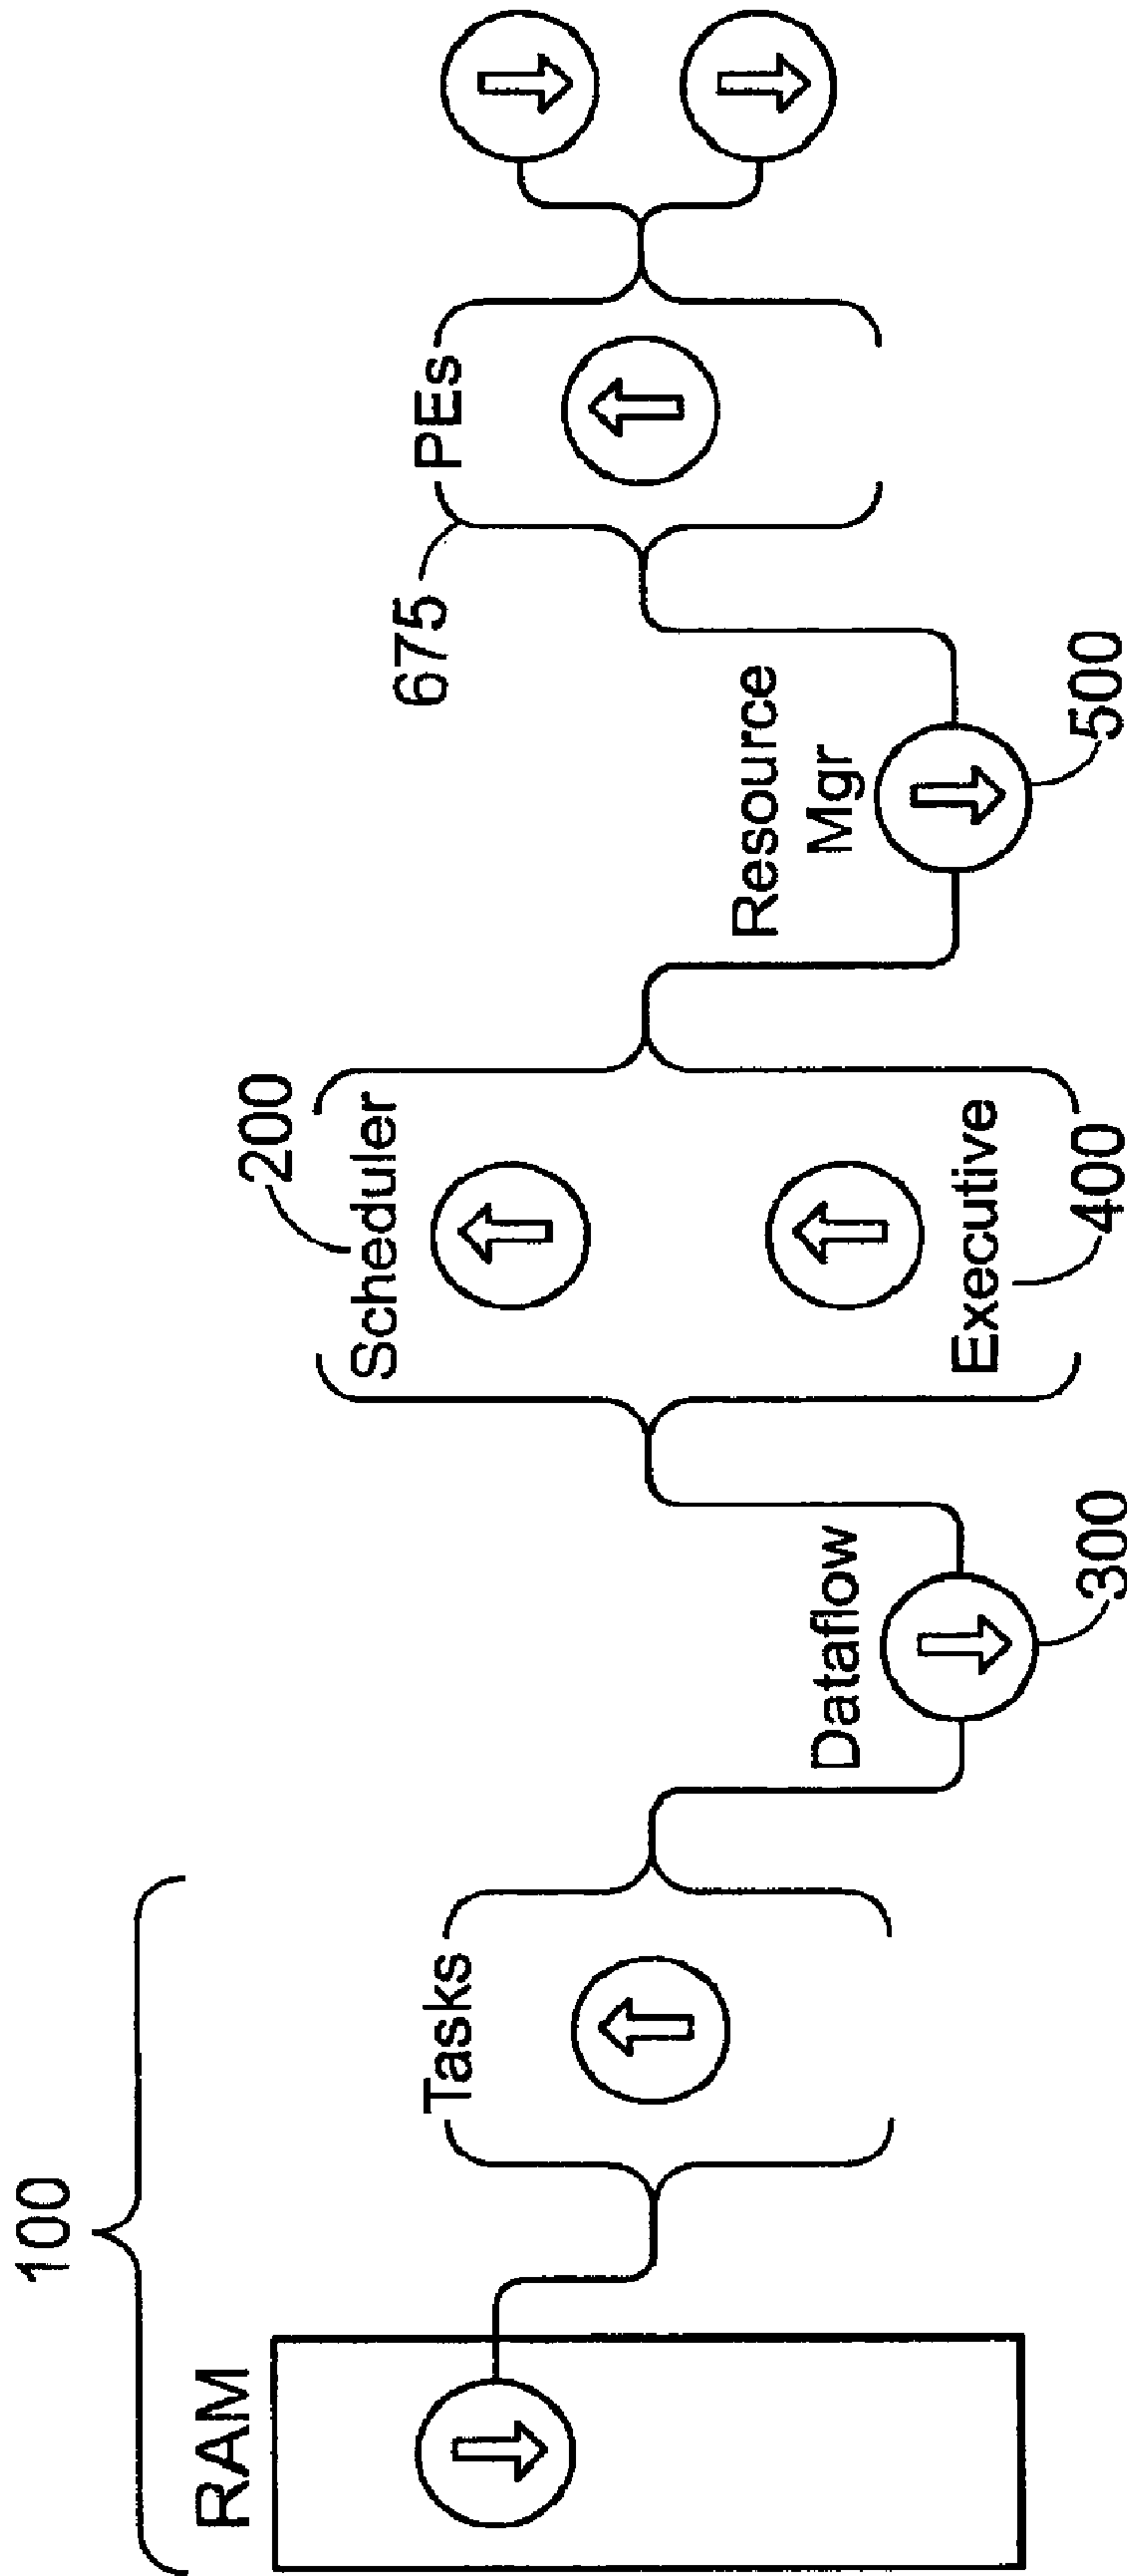 100
RAM
Tasks
Dataflow
300
200
Scheduler
Executive
400
Resource
Mgr
500
675
PEs